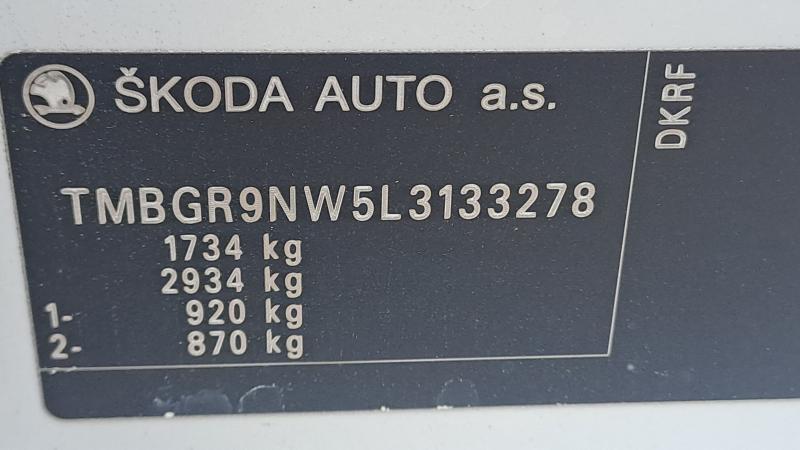 ŠKODA AUTO a.s.
DKRF
TMBGR9NW5L3133278
1734 kg
2934 kg
1- 920 kg
2- 870 kg